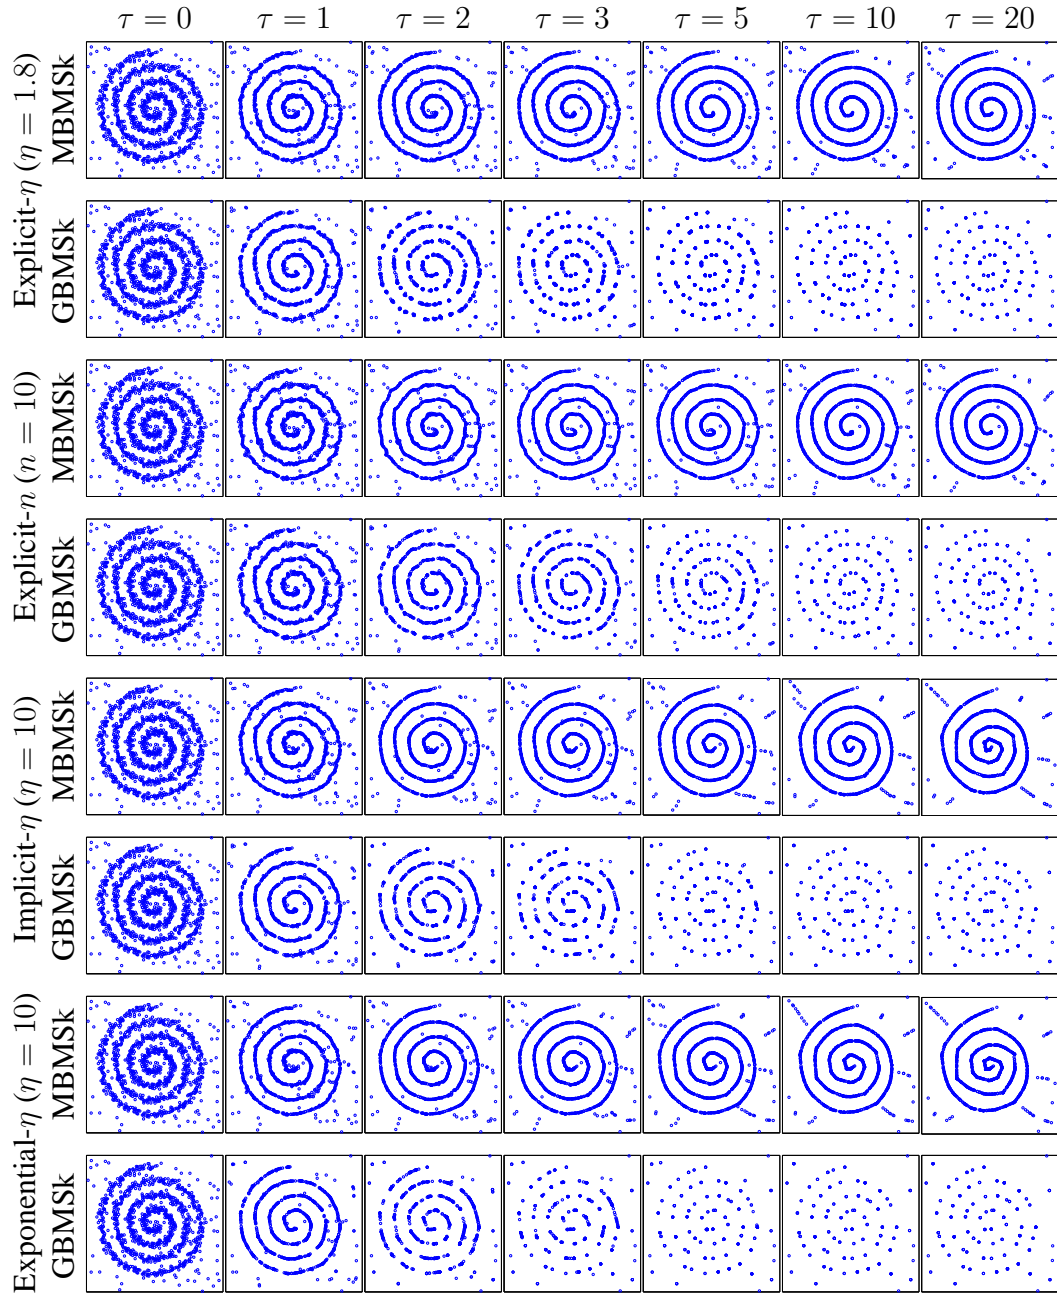 τ = 0 τ = 1 τ = 2 τ = 3 τ = 5 τ = 10 τ = 20
Explicit-η (η = 1.8)
MBMSk
GBMSk
Explicit-n (n = 10)
MBMSk
GBMSk
Implicit-η (η = 10)
MBMSk
GBMSk
Exponential-η (η = 10)
MBMSk
GBMSk